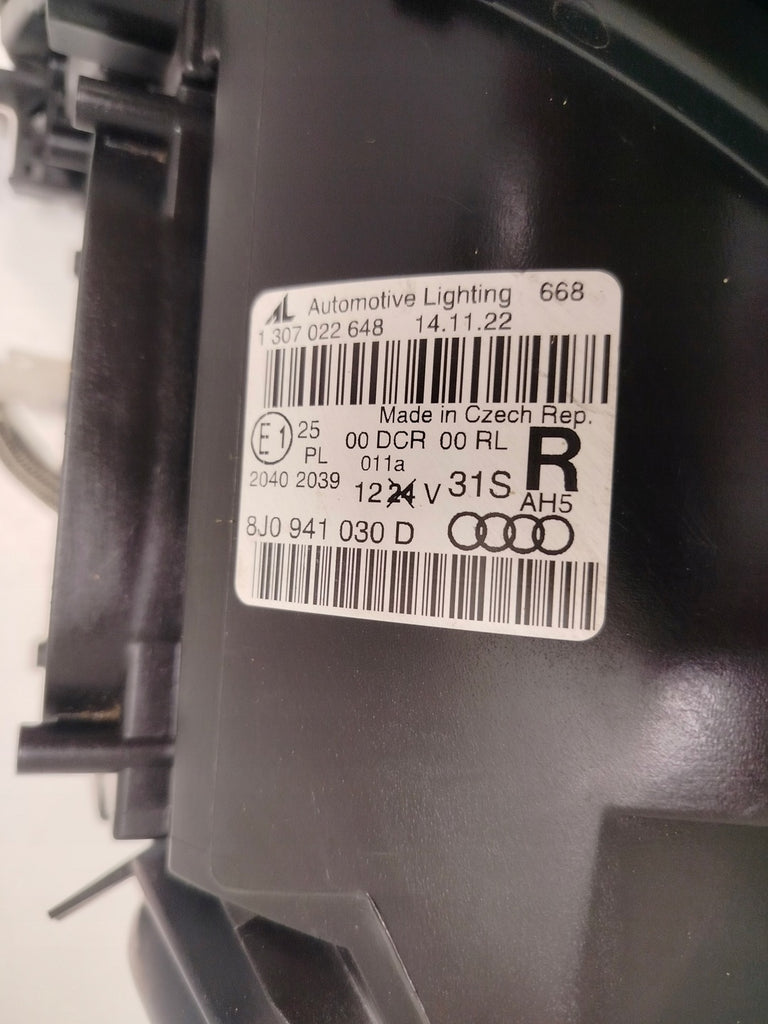 AL Automotive Lighting 668
1 307 022 648 14.11.22
Made in Czech Rep.
E1 25 00 DCR 00 RL R
PL 011a
2040 2039 12 24 V 31S AH5
8J0 941 030 D